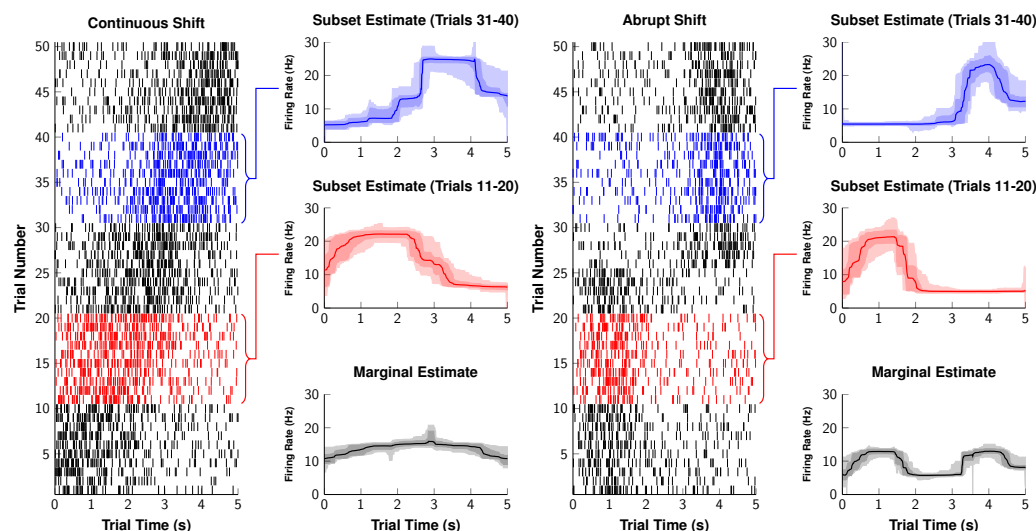 Continuous Shift
Trial Number
50
45
40
35
30
25
20
15
10
5
0 1 2 3 4 5
Trial Time (s)
Subset Estimate (Trials 31-40)
Firing Rate (Hz)
30
20
10
0
0 1 2 3 4 5
Subset Estimate (Trials 11-20)
Firing Rate (Hz)
30
20
10
0
0 1 2 3 4 5
Marginal Estimate
Firing Rate (Hz)
30
20
10
0
0 1 2 3 4 5
Trial Time (s)
Abrupt Shift
Trial Number
50
45
40
35
30
25
20
15
10
5
0 1 2 3 4 5
Trial Time (s)
Subset Estimate (Trials 31-40)
Firing Rate (Hz)
30
20
10
0
0 1 2 3 4 5
Subset Estimate (Trials 11-20)
Firing Rate (Hz)
30
20
10
0
0 1 2 3 4 5
Marginal Estimate
Firing Rate (Hz)
30
20
10
0
0 1 2 3 4 5
Trial Time (s)